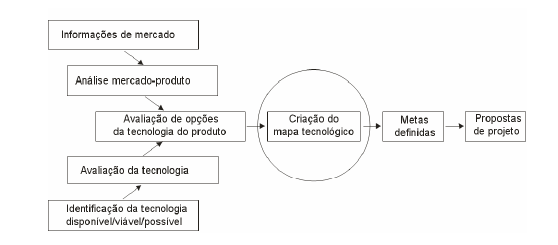 Informações de mercado
Análise mercado-produto
Avaliação de opções
da tecnologia do produto
Criação do
mapa tecnológico
Metas
definidas
Propostas
de projeto
Avaliação da tecnologia
Identificação da tecnologia
disponível/viável/possível